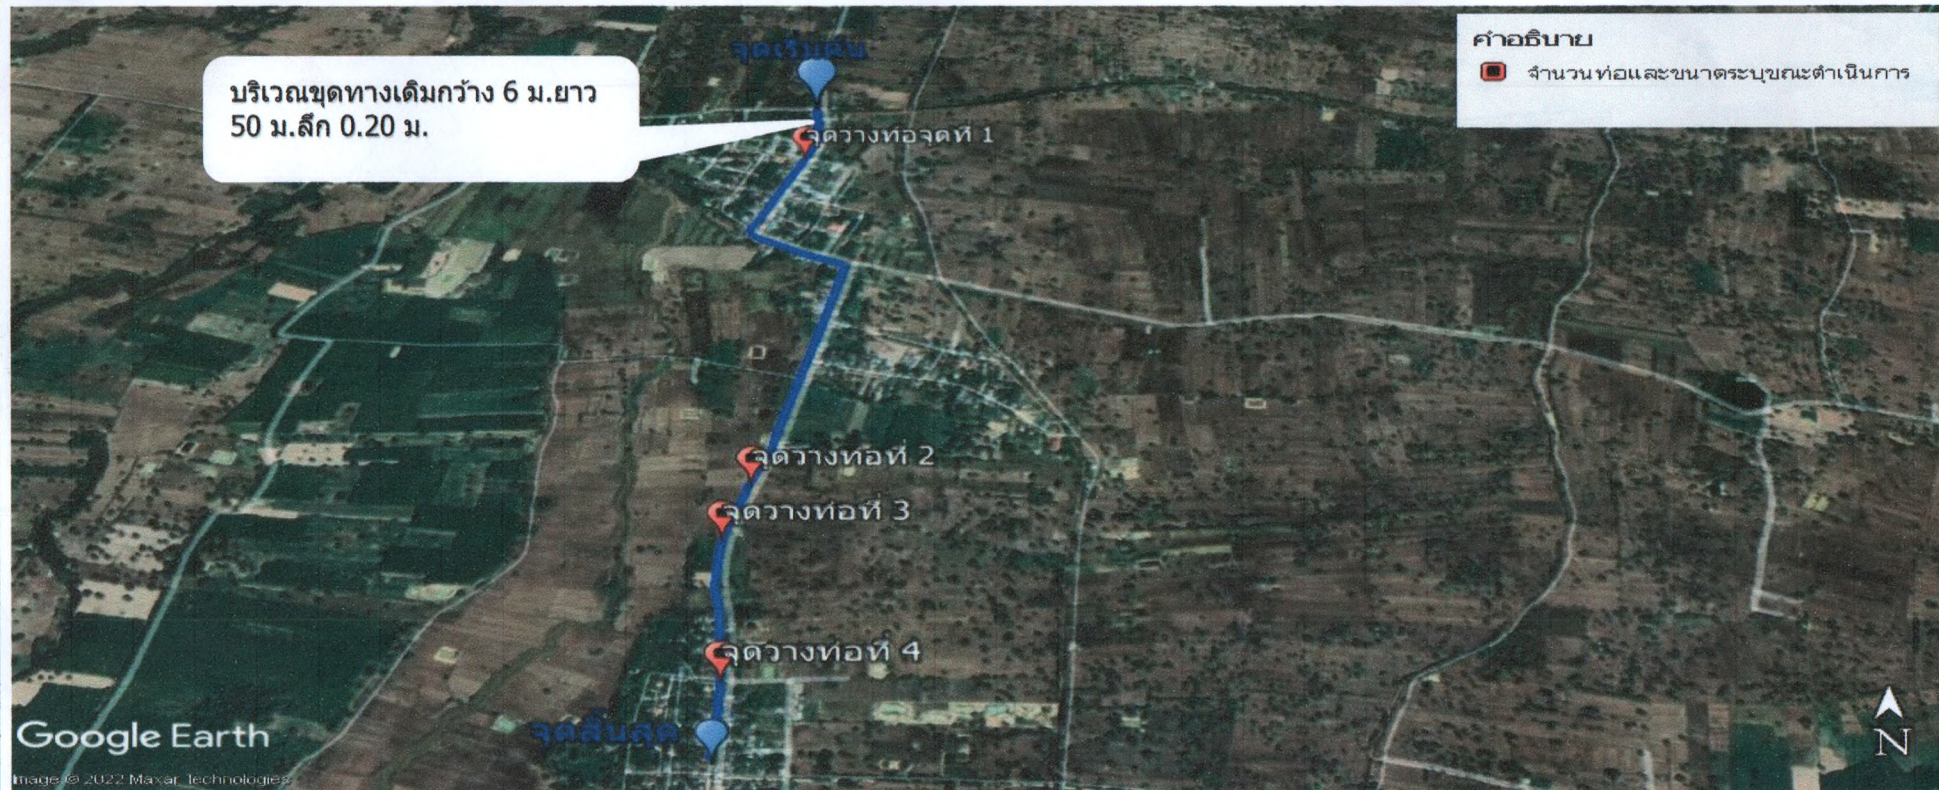 จุดเริ่มต้น
บริเวณขุดทางเดิมกว้าง 6 ม.ยาว
50 ม.ลึก 0.20 ม.
คำอธิบาย
จำนวนท่อและขนาดระบุขณะดำเนินการ
จุดวางท่อจุดที่ 1
จุดวางท่อที่ 2
จุดวางท่อที่ 3
จุดวางท่อที่ 4
จุดสิ้นสุด
Google Earth
Image © 2022 Maxar Technologies
N